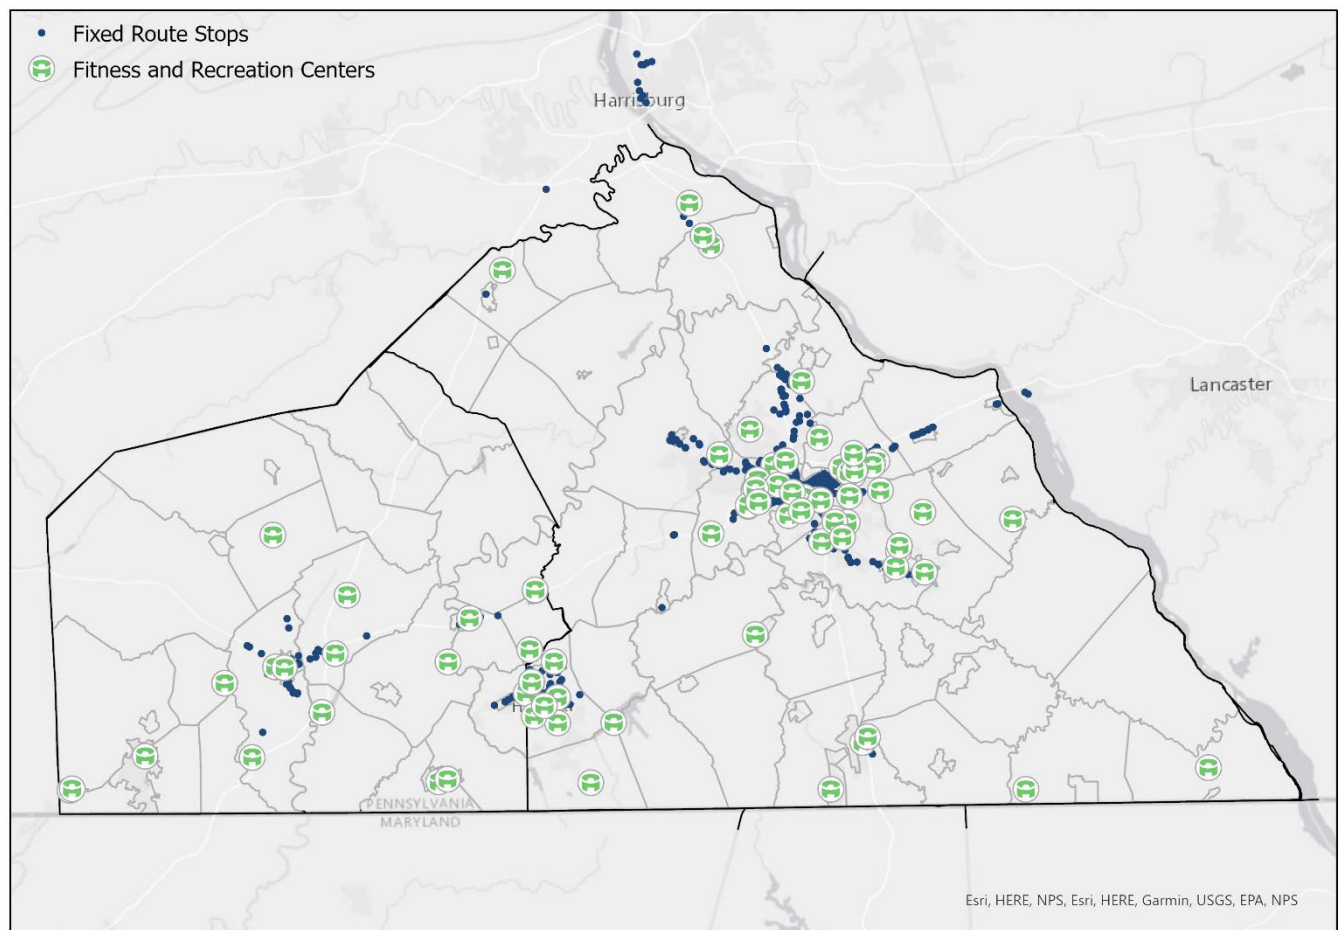 Fixed Route Stops
Fitness and Recreation Centers
Harrisburg
Lancaster
PENNSYLVANIA
MARYLAND
Esri, HERE, NPS, Esri, HERE, Garmin, USGS, EPA, NPS